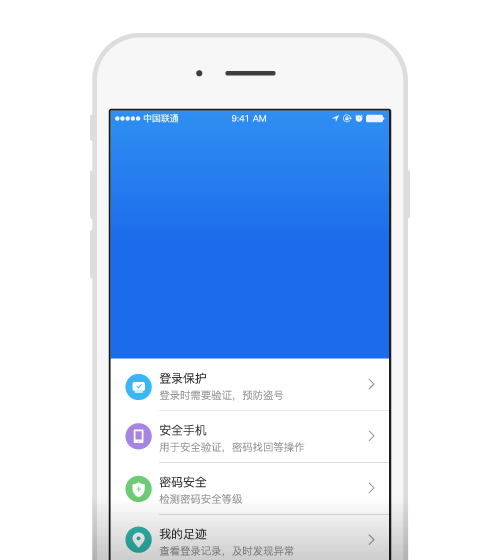 中国联通 9:41 AM
登录保护
登录时需要验证，预防盗号
安全手机
用于安全验证，密码找回等操作
密码安全
检测密码安全等级
我的足迹
查看登录记录、及时发现异常